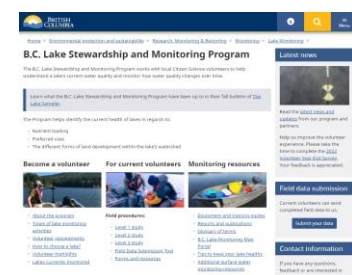 BRITISH
COLUMBIA
Menu
Home > Environmental protection and sustainability > Research, Monitoring & Reporting > Monitoring > Lake Monitoring >
B.C. Lake Stewardship and Monitoring Program
The B.C. Lake Stewardship and Monitoring Program works with local Citizen Science volunteers to help
understand a lake's current water quality and monitor how water quality changes over time.
Learn what the B.C. Lake Stewardship and Monitoring Program have been up to in their fall bulletin of The
Lake Sampler.
The Program helps identify the current health of lakes in regards to:
Nutrient loading
Preferred uses
The different forms of land development within the lake's watershed
Become a volunteer
About the program
Types of lake monitoring
activities
Volunteer requirements
How to choose a lake?
Volunteer highlights
Lakes currently monitored
For current volunteers
Field procedures:
Level 1 study
Level 2 study
Level 3 study
Field Data Submission Tool
Forms and resources
Monitoring resources
Equipment and training guides
Reports and publications
Glossary of terms
B.C. Lake Monitoring Map
Portal
Tips to keep your lake healthy
Additional surface water
monitoring resources
Latest news
Read the latest news and
updates from our program and
partners.
Help us improve the volunteer
experience. Please take the
time to complete the 2022
Volunteer Year End Survey.
Your feedback is appreciated.
Field data submission
Current volunteers can send
completed field data to us.
Submit your data
Contact information
If you have any questions,
feedback or are interested in